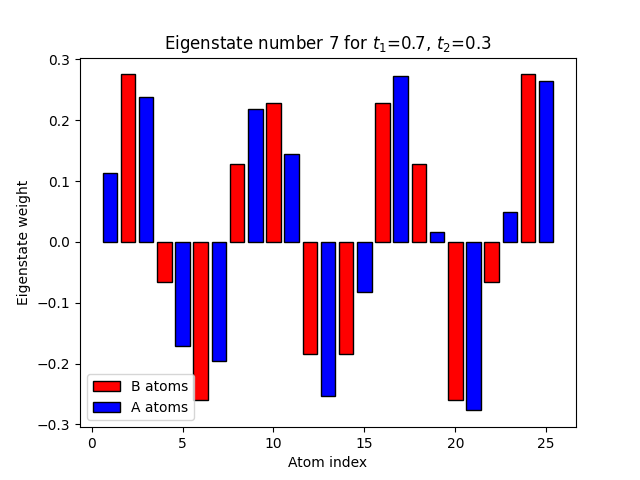 Eigenstate number 7 for t₁=0.7, t₂=0.3
Eigenstate weight
0.3
0.2
0.1
0.0
−0.1
−0.2
−0.3
B atoms
A atoms
0 5 10 15 20 25
Atom index